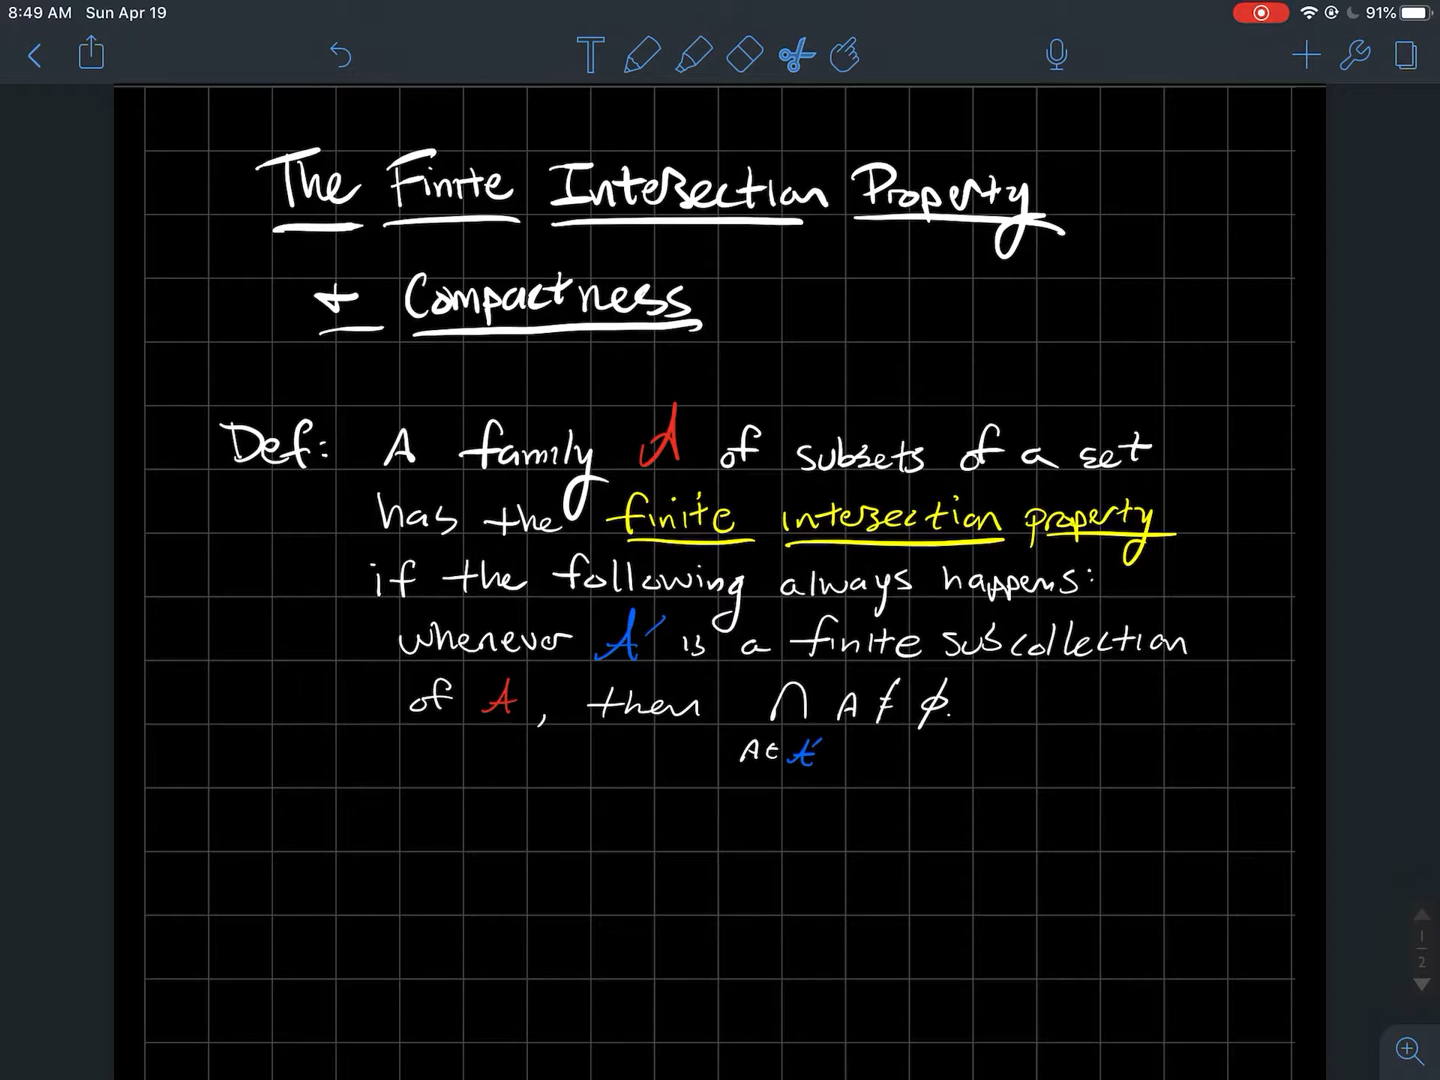 8:49 AM Sun Apr 19 91%
The Finite Intersection Property
+ Compactness
Def: A family A of subsets of a set
has the finite intersection property
if the following always happens:
whenever A' is a finite subcollection
of A, then ⋂ A ≠ ∅.
A∈A'
1
2